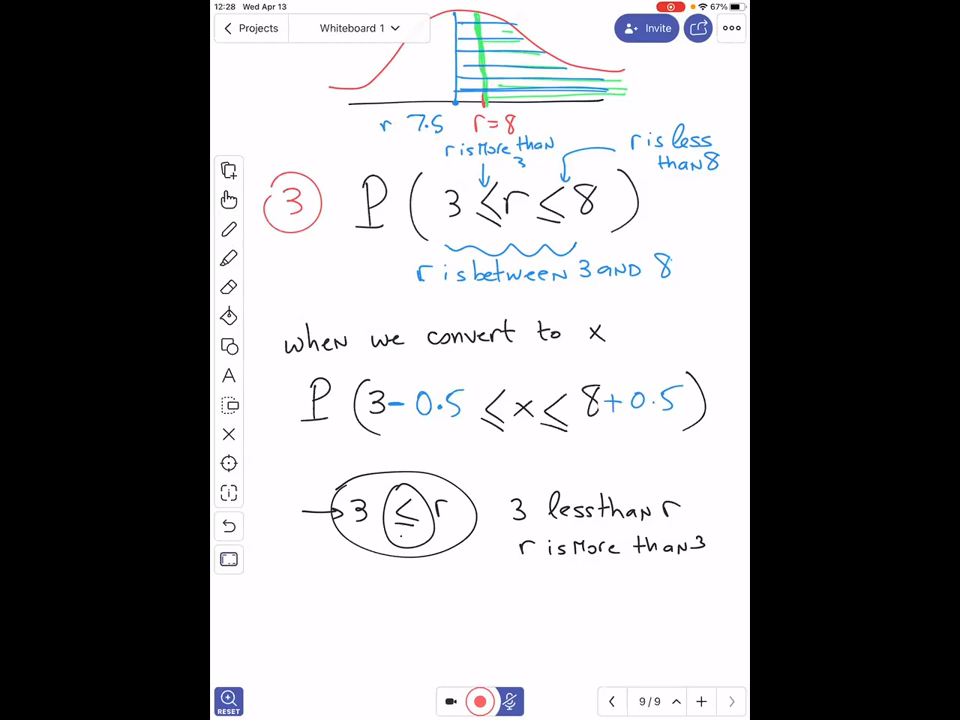 12:28 Wed Apr 13
67%
Projects
Whiteboard 1
Invite
r 7.5 r=8
r is more than
3
r is less
than 8
3 P ( 3 ≤ r ≤ 8 )
r is between 3 AND 8
when we convert to x
P (3-0.5 ≤ x ≤ 8+0.5)
3 ≤ r
3 less than r
r is more than 3
A
RESET
9/9